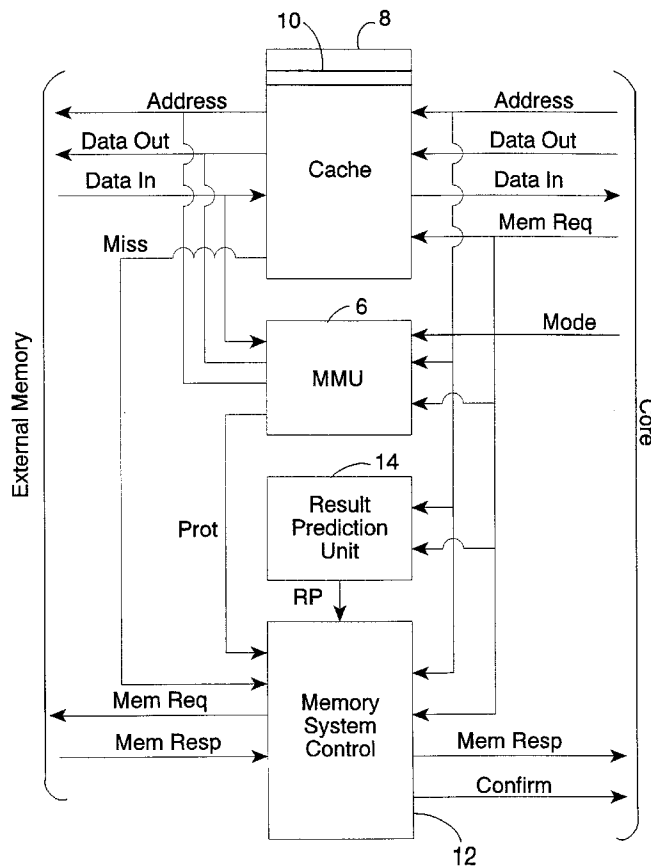 8
10
Address
Address
Data Out
Data Out
Cache
Data In
Data In
Miss
Mem Req
6
Mode
MMU
External Memory
Core
14
Result
Prediction
Unit
Prot
RP
Memory
System
Control
Mem Req
Mem Resp
Mem Resp
Confirm
12